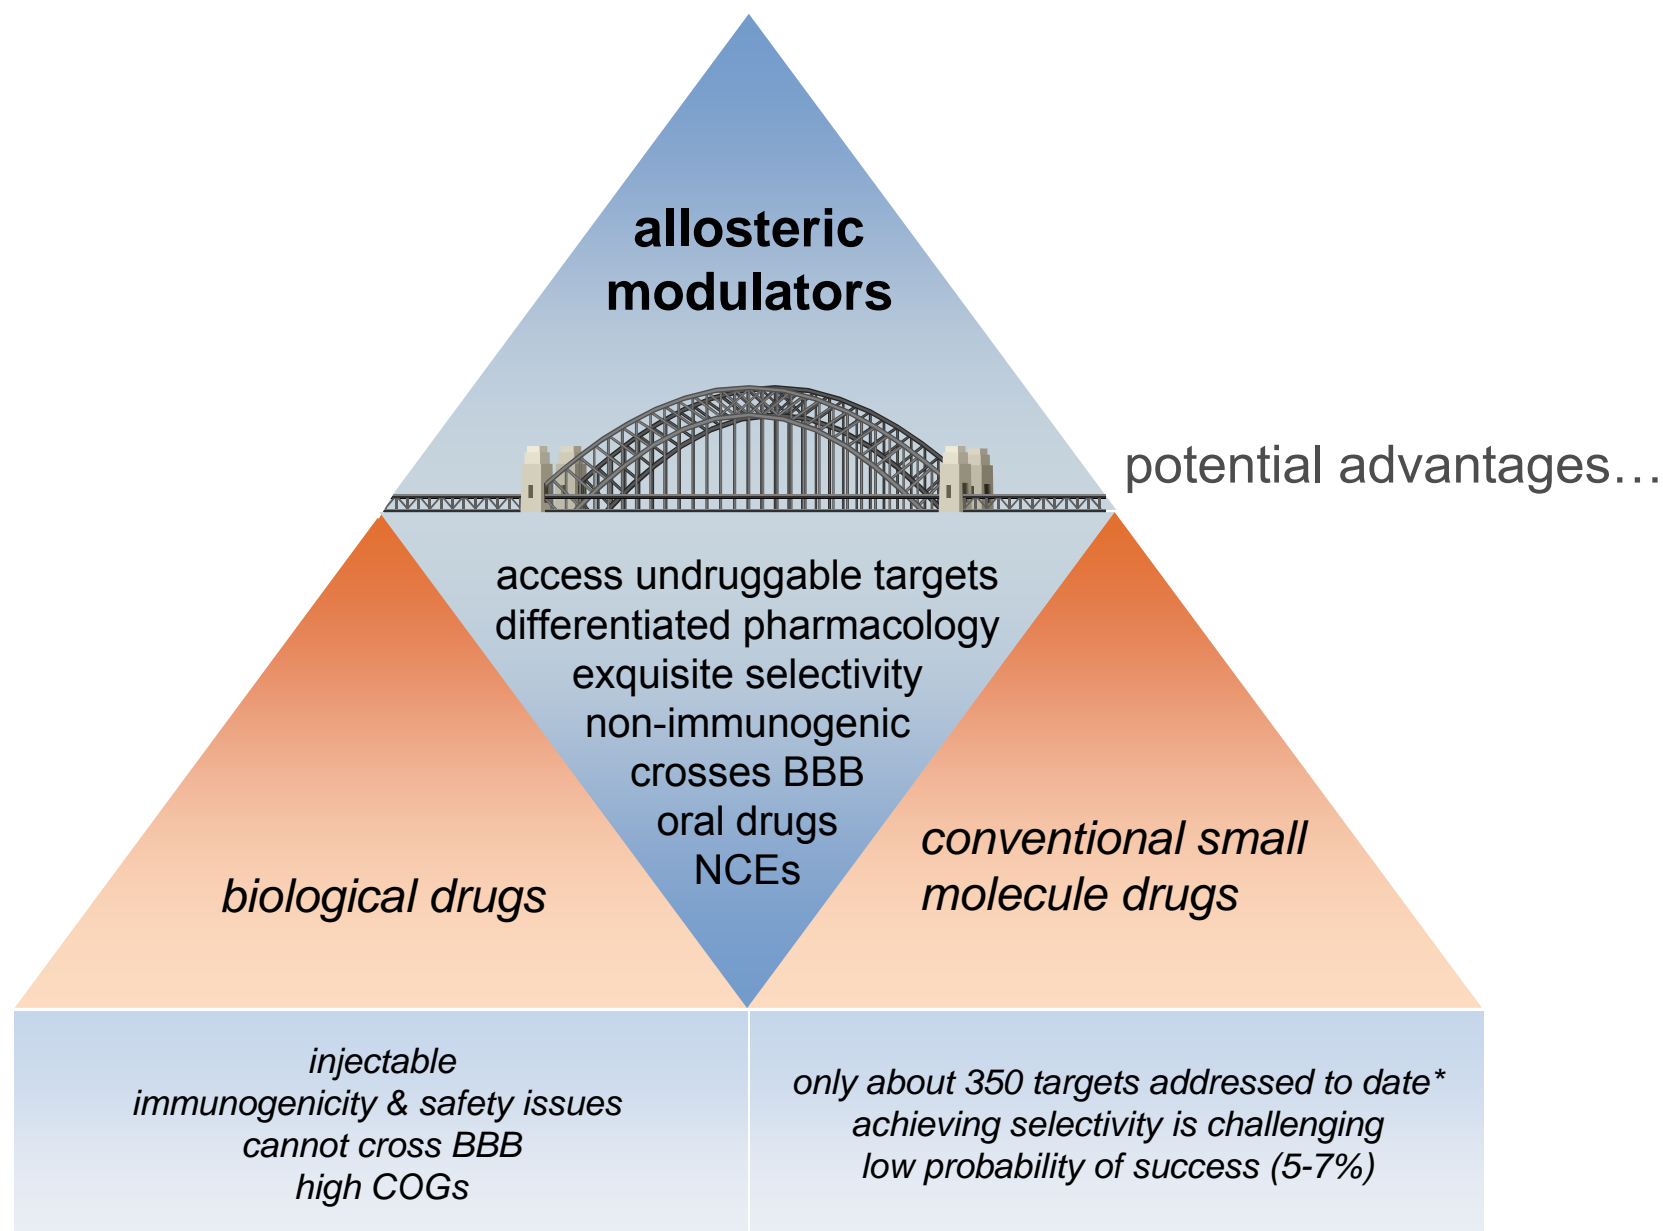 allosteric
modulators
potential advantages…
access undruggable targets
differentiated pharmacology
exquisite selectivity
non-immunogenic
crosses BBB
oral drugs
NCEs
biological drugs
conventional small
molecule drugs
injectable
immunogenicity & safety issues
cannot cross BBB
high COGs
only about 350 targets addressed to date*
achieving selectivity is challenging
low probability of success (5-7%)